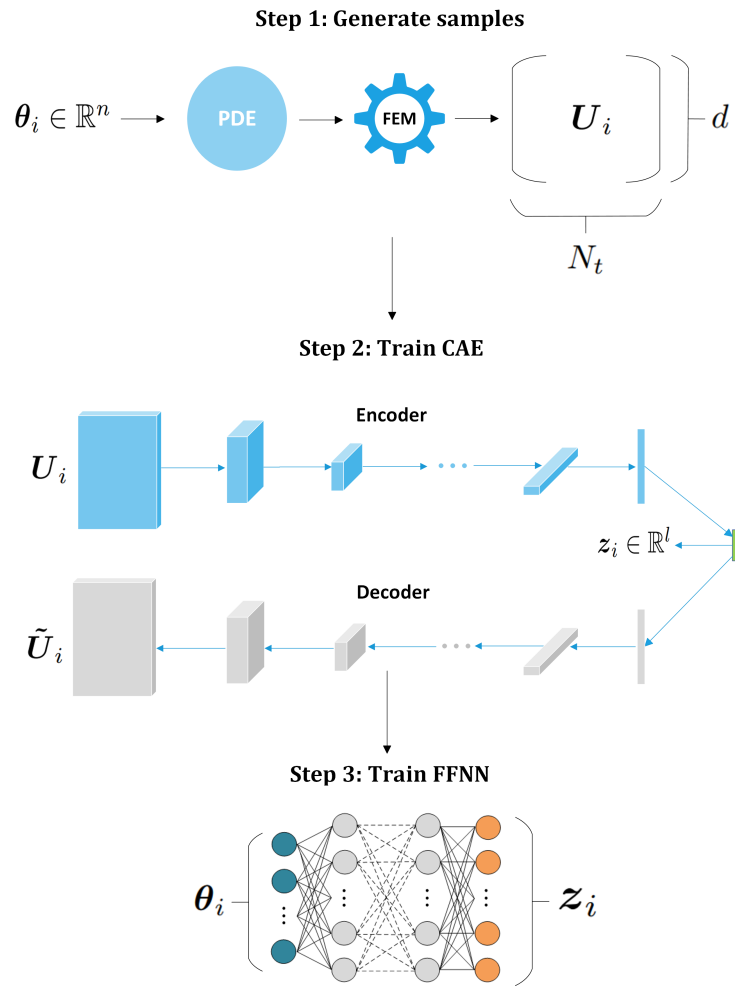 Step 1: Generate samples
θ_i ∈ ℝ^n
PDE
FEM
U_i
d
N_t
Step 2: Train CAE
Encoder
U_i
z_i ∈ ℝ^l
Decoder
Ũ_i
Step 3: Train FFNN
θ_i
z_i